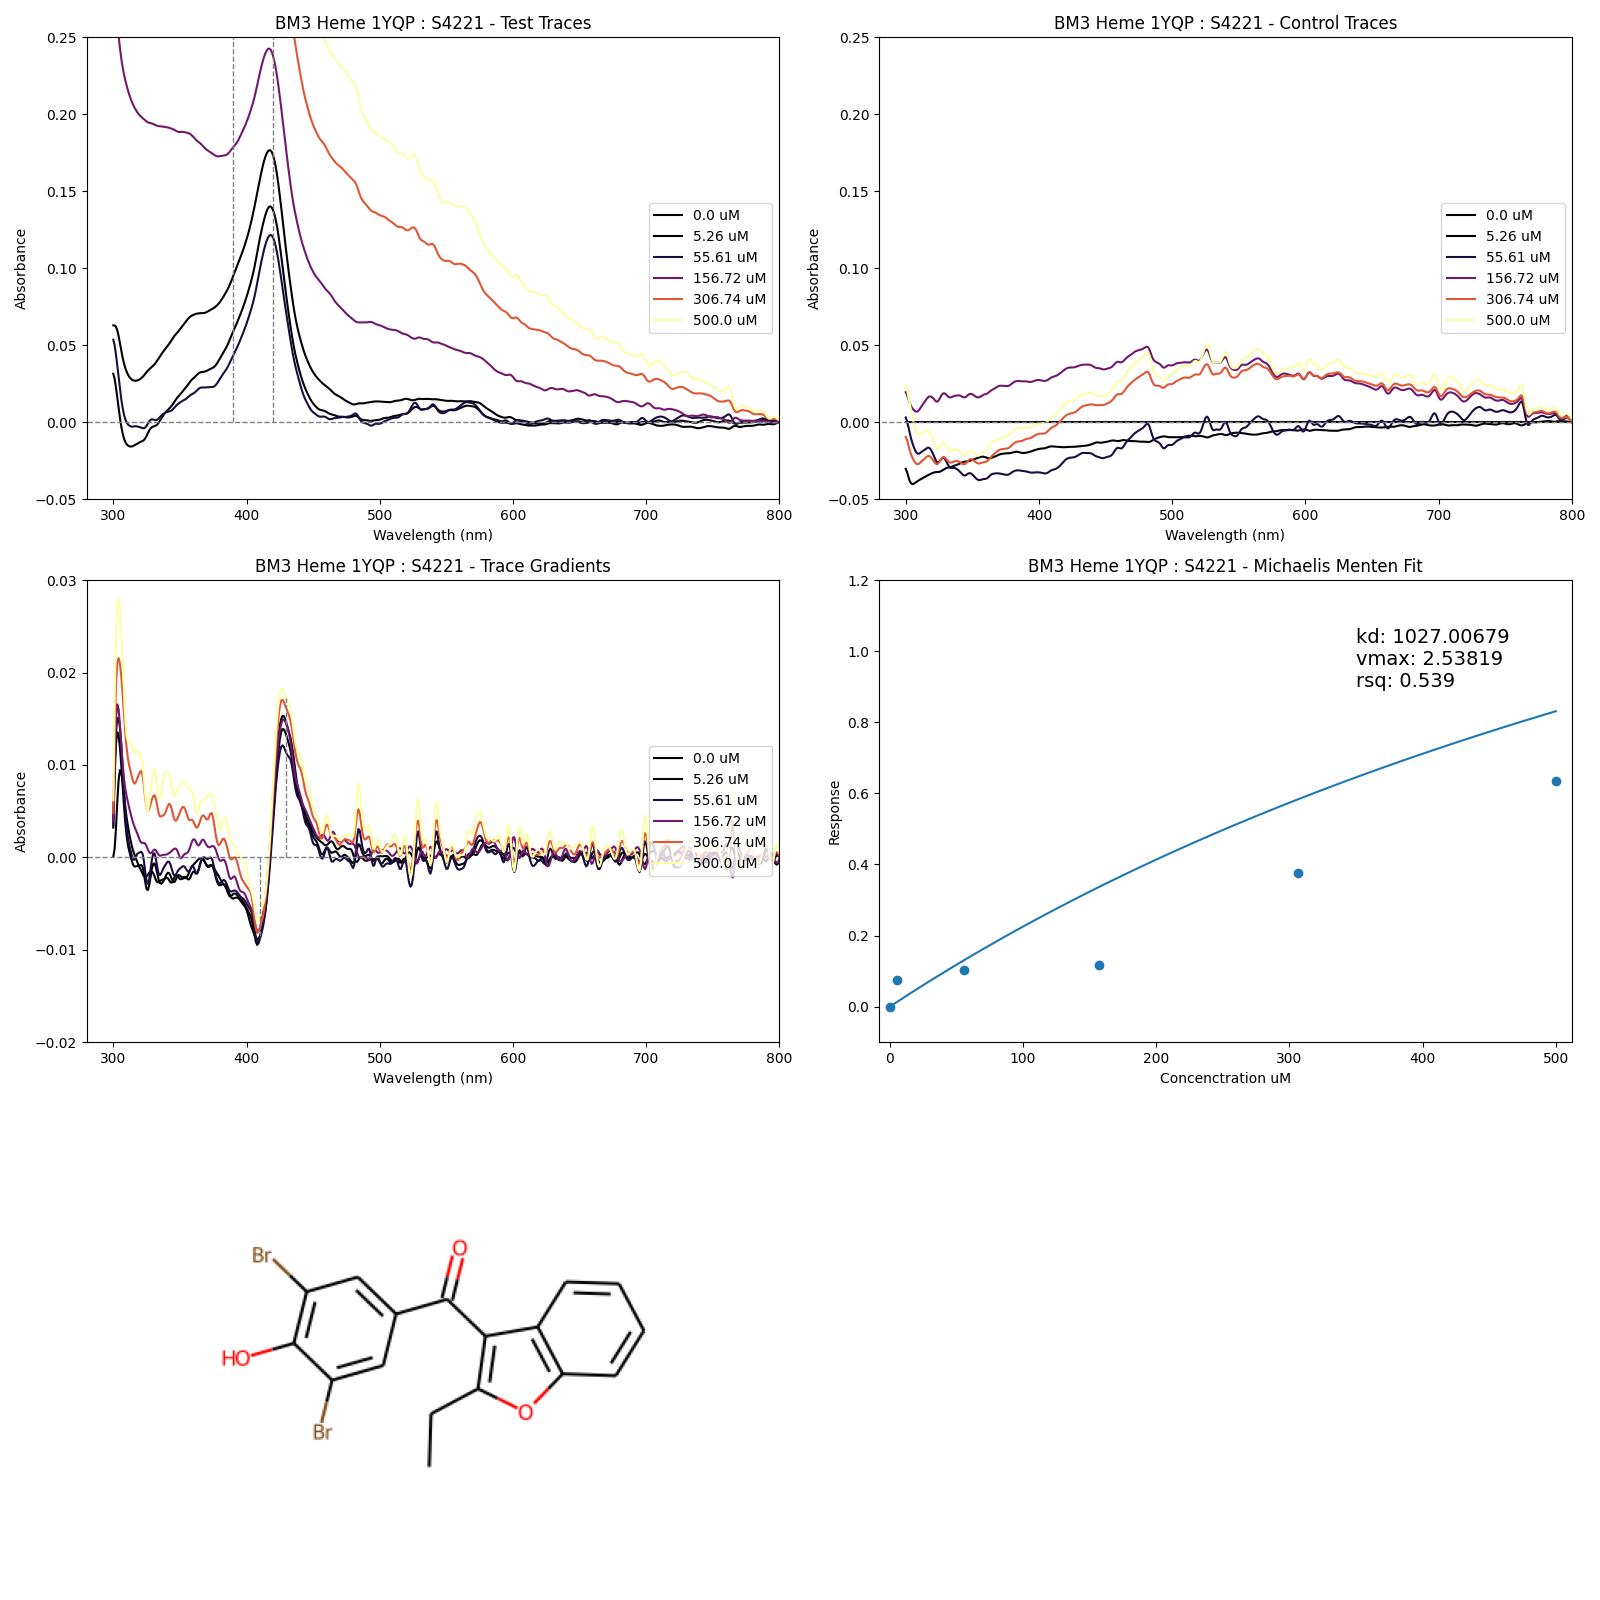 BM3 Heme 1YQP : S4221 - Test Traces
0.25
0.20
0.15
0.10
0.05
0.00
−0.05
Absorbance
300 400 500 600 700 800
Wavelength (nm)
0.0 uM
5.26 uM
55.61 uM
156.72 uM
306.74 uM
500.0 uM
BM3 Heme 1YQP : S4221 - Control Traces
0.25
0.20
0.15
0.10
0.05
0.00
−0.05
Absorbance
300 400 500 600 700 800
Wavelength (nm)
0.0 uM
5.26 uM
55.61 uM
156.72 uM
306.74 uM
500.0 uM
BM3 Heme 1YQP : S4221 - Trace Gradients
0.03
0.02
0.01
0.00
−0.01
−0.02
Absorbance
300 400 500 600 700 800
Wavelength (nm)
0.0 uM
5.26 uM
55.61 uM
156.72 uM
306.74 uM
500.0 uM
BM3 Heme 1YQP : S4221 - Michaelis Menten Fit
1.2
1.0
0.8
0.6
0.4
0.2
0.0
Response
kd: 1027.00679
vmax: 2.53819
rsq: 0.539
0 100 200 300 400 500
Concenctration uM
Br
O
HO
O
Br